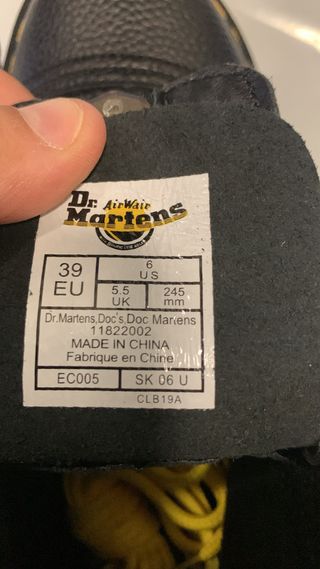 Dr. AirWair
Martens
39
EU
6
US
5.5
UK
245
mm
Dr.Martens,Doc's,Doc Martens
11822002
MADE IN CHINA
Fabrique en Chine
EC005
SK 06 U
CLB19A